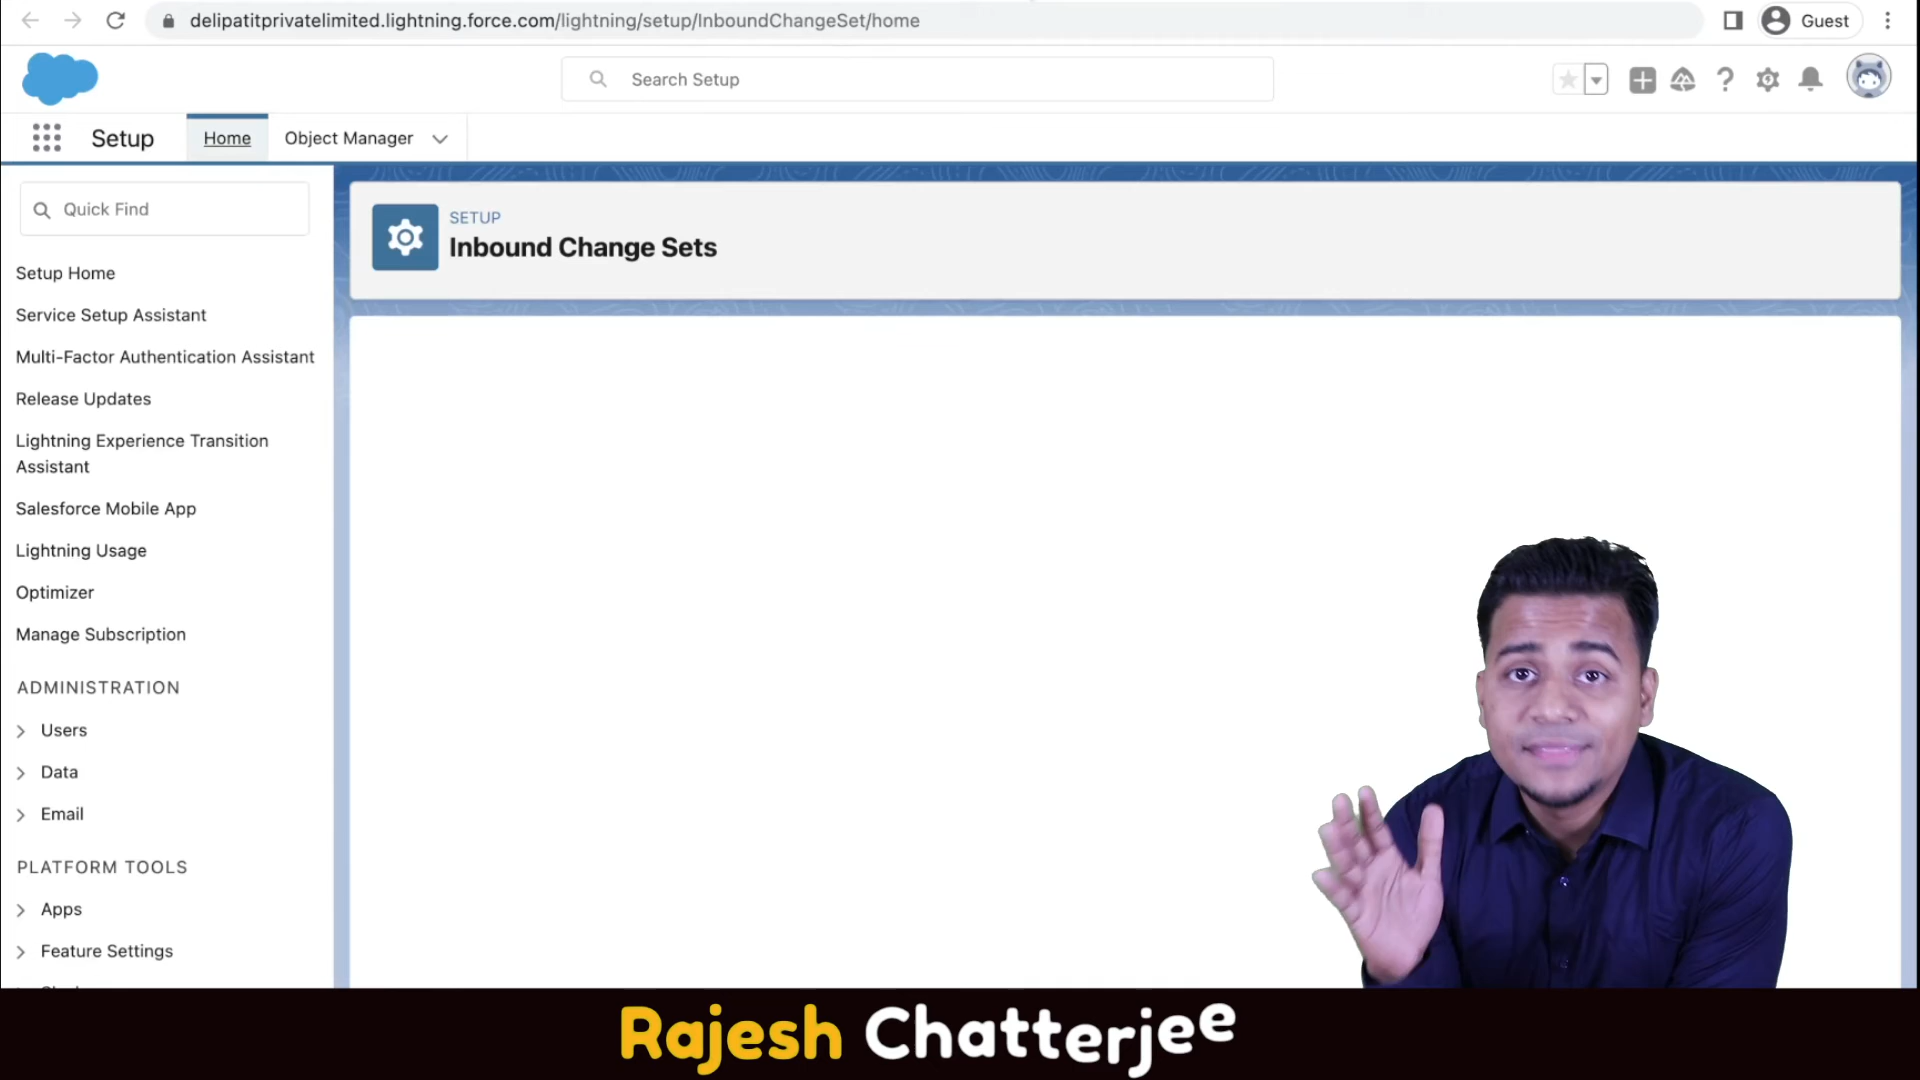 delipatitprivatelimited.lightning.force.com/lightning/setup/InboundChangeSet/home
Guest
Search Setup
Setup
Home
Object Manager
Quick Find
SETUP
Inbound Change Sets
Setup Home
Service Setup Assistant
Multi-Factor Authentication Assistant
Release Updates
Lightning Experience Transition
Assistant
Salesforce Mobile App
Lightning Usage
Optimizer
Manage Subscription
ADMINISTRATION
Users
Data
Email
PLATFORM TOOLS
Apps
Feature Settings
Rajesh Chatterjee